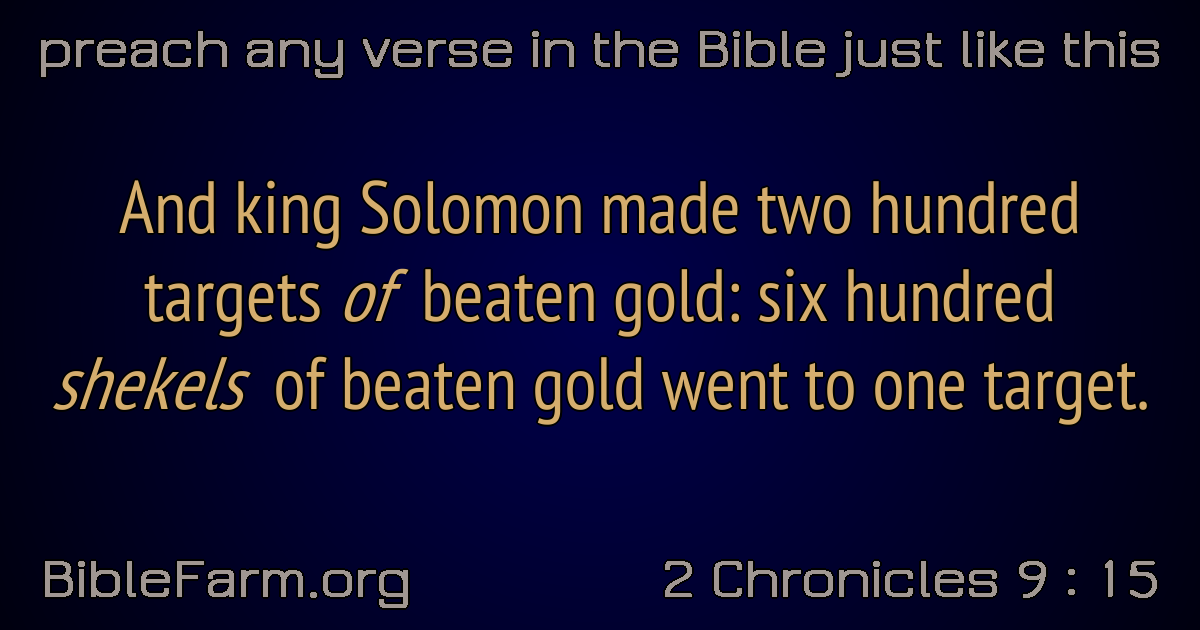 preach any verse in the Bible just like this
And king Solomon made two hundred
targets of beaten gold: six hundred
shekels of beaten gold went to one target.
BibleFarm.org
2 Chronicles 9 : 15